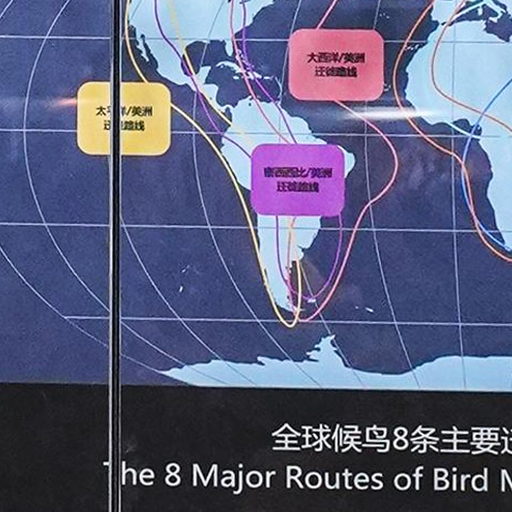 大西洋/美洲
迁徙路线
太平洋/美洲
迁徙路线
密西西比/美洲
迁徙路线
全球候鸟8条主要迁
The 8 Major Routes of Bird M